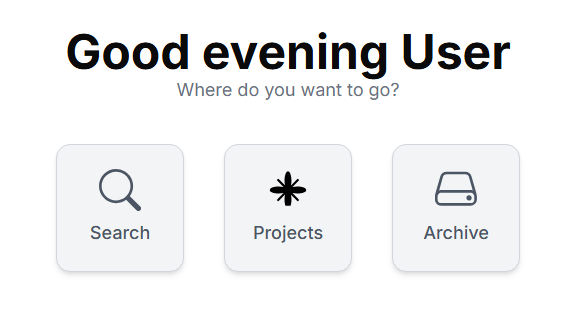 Good evening User
Where do you want to go?
Search
Projects
Archive